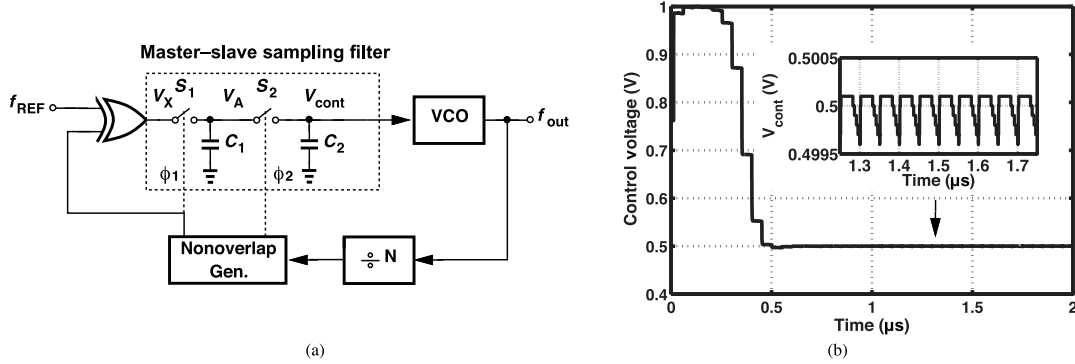 Master–slave sampling filter
f_REF
V_X
S_1
V_A
S_2
V_cont
C_1
C_2
ϕ_1
ϕ_2
VCO
f_out
Nonoverlap
Gen.
÷ N
(a)
Control voltage (V)
1
0.9
0.8
0.7
0.6
0.5
0.4
0
0.5
1
1.5
2
Time (μs)
V_cont (V)
0.5005
0.5
0.4995
1.3
1.4
1.5
1.6
1.7
Time (μs)
(b)